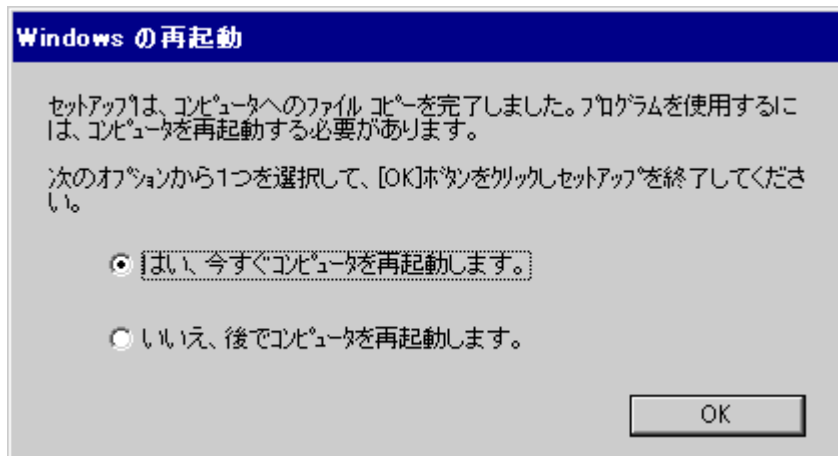 Windows の再起動
セットアップは、コンピュータへのファイル コピーを完了しました。プログラムを使用するに
は、コンピュータを再起動する必要があります。
次のオプションから1つを選択して、[OK]ボタンをクリックしセットアップを終了してくださ
い。
はい、今すぐコンピュータを再起動します。
いいえ、後でコンピュータを再起動します。
OK